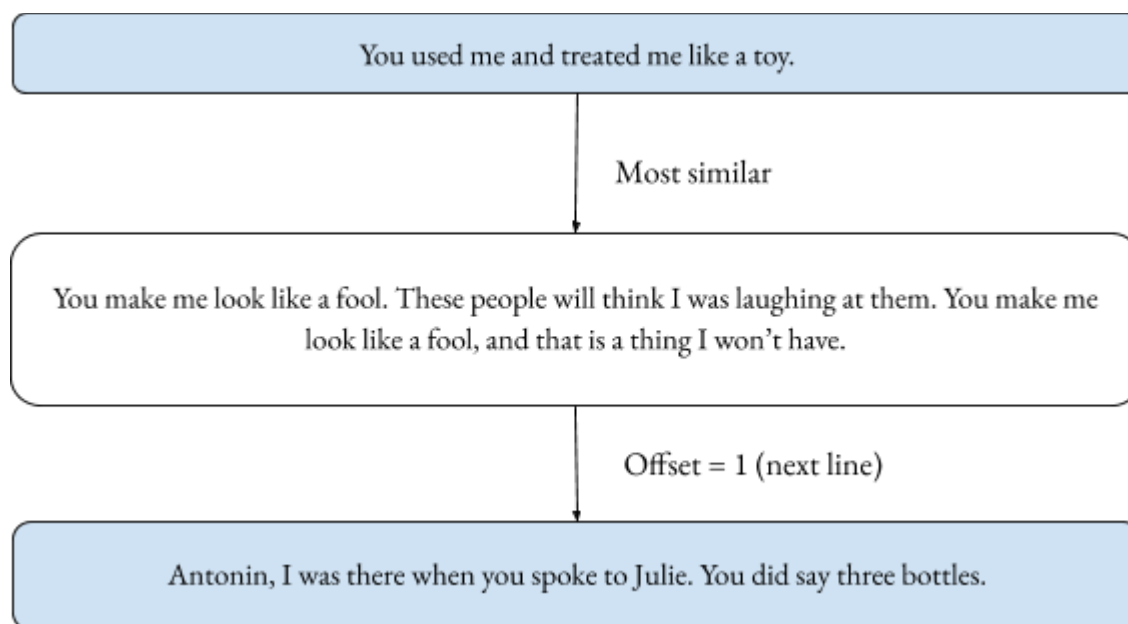 You used me and treated me like a toy.
Most similar
You make me look like a fool. These people will think I was laughing at them. You make me
look like a fool, and that is a thing I won’t have.
Offset = 1 (next line)
Antonin, I was there when you spoke to Julie. You did say three bottles.